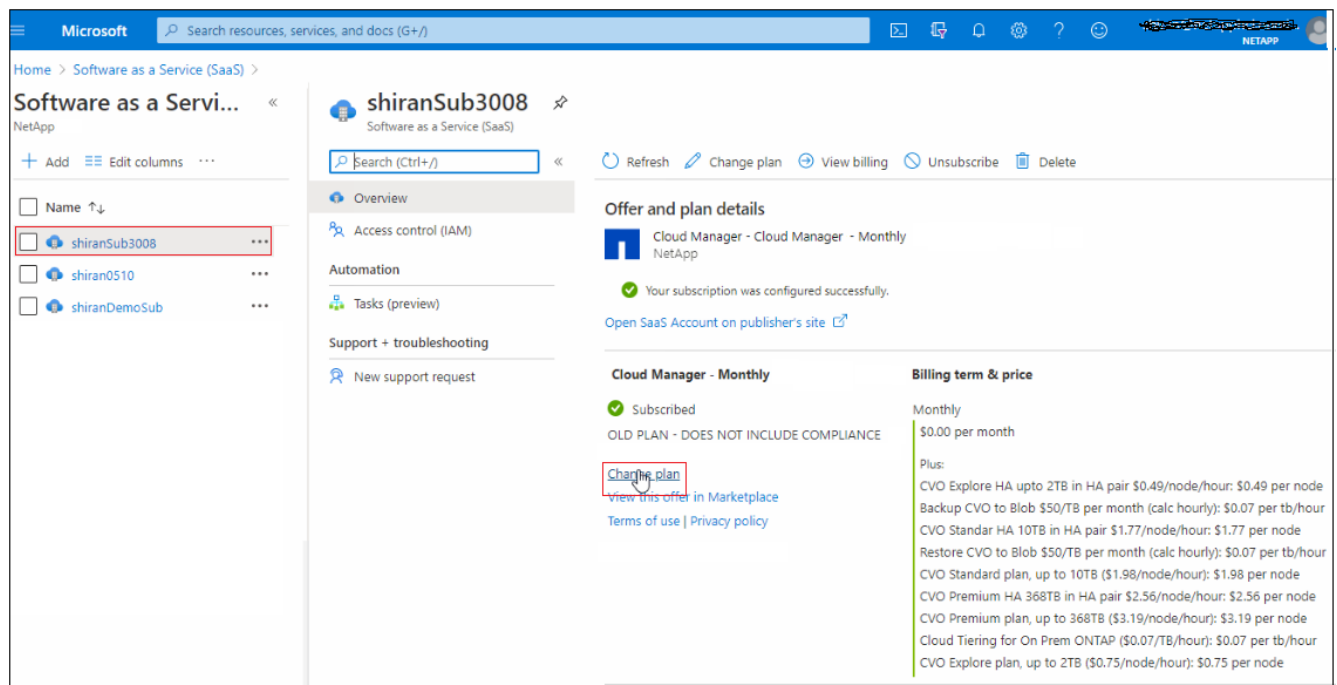 Microsoft
Search resources, services, and docs (G+/)
NETAPP
Home > Software as a Service (SaaS) >
Software as a Servi... «
NetApp
Add Edit columns ...
Name ↑↓
shiranSub3008 ...
shiran0510 ...
shiranDemoSub ...
shiranSub3008
Software as a Service (SaaS)
Search (Ctrl+/) «
Overview
Access control (IAM)
Automation
Tasks (preview)
Support + troubleshooting
New support request
Refresh Change plan View billing Unsubscribe Delete
Offer and plan details
Cloud Manager - Cloud Manager - Monthly
NetApp
Your subscription was configured successfully.
Open SaaS Account on publisher's site
Cloud Manager - Monthly
Subscribed
OLD PLAN - DOES NOT INCLUDE COMPLIANCE
Change plan
View this offer in Marketplace
Terms of use | Privacy policy
Billing term & price
Monthly
$0.00 per month
Plus:
CVO Explore HA upto 2TB in HA pair $0.49/node/hour: $0.49 per node
Backup CVO to Blob $50/TB per month (calc hourly): $0.07 per tb/hour
CVO Standar HA 10TB in HA pair $1.77/node/hour: $1.77 per node
Restore CVO to Blob $50/TB per month (calc hourly): $0.07 per tb/hour
CVO Standard plan, up to 10TB ($1.98/node/hour): $1.98 per node
CVO Premium HA 368TB in HA pair $2.56/node/hour: $2.56 per node
CVO Premium plan, up to 368TB ($3.19/node/hour): $3.19 per node
Cloud Tiering for On Prem ONTAP ($0.07/TB/hour): $0.07 per tb/hour
CVO Explore plan, up to 2TB ($0.75/node/hour): $0.75 per node